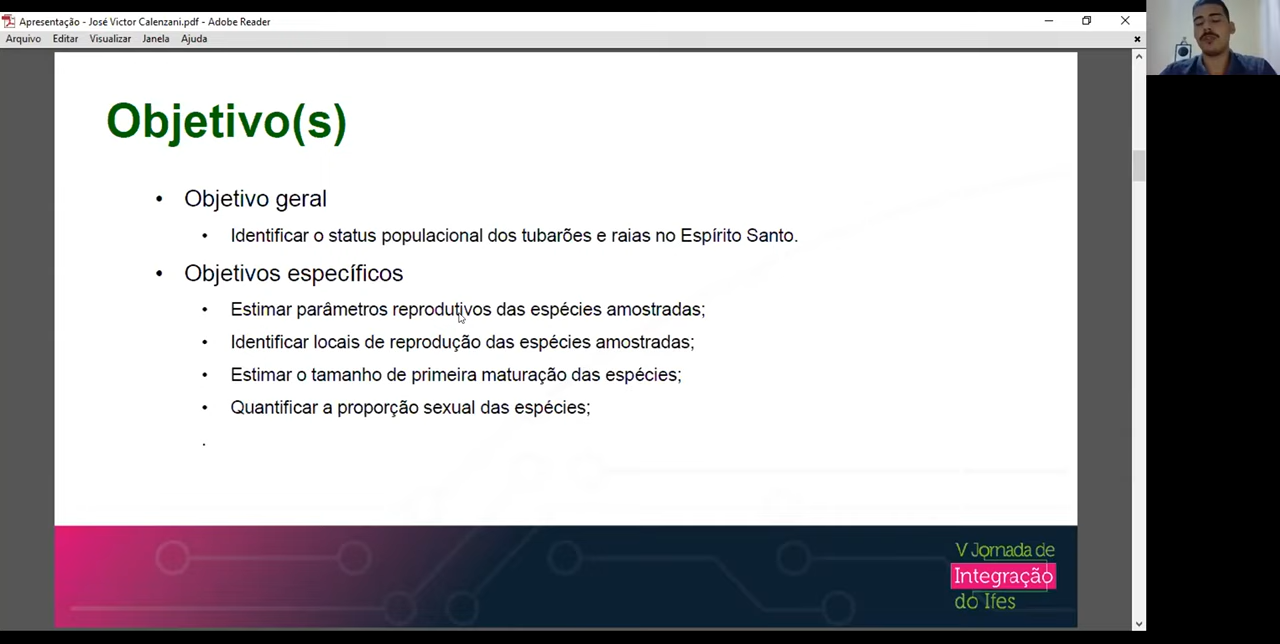 Apresentação - José Victor Calenzani.pdf - Adobe Reader
Arquivo Editar Visualizar Janela Ajuda
Objetivo(s)
• Objetivo geral
• Identificar o status populacional dos tubarões e raias no Espírito Santo.
• Objetivos específicos
• Estimar parâmetros reprodutivos das espécies amostradas;
• Identificar locais de reprodução das espécies amostradas;
• Estimar o tamanho de primeira maturação das espécies;
• Quantificar a proporção sexual das espécies;
.
V Jornada de
Integração
do Ifes